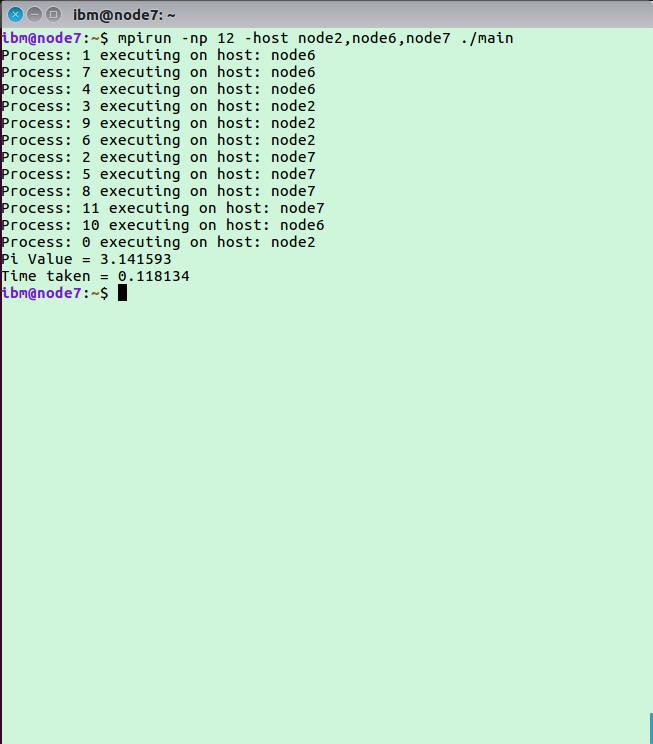 ibm@node7: ~
ibm@node7:~$ mpirun -np 12 -host node2,node6,node7 ./main
Process: 1 executing on host: node6
Process: 7 executing on host: node6
Process: 4 executing on host: node6
Process: 3 executing on host: node2
Process: 9 executing on host: node2
Process: 6 executing on host: node2
Process: 2 executing on host: node7
Process: 5 executing on host: node7
Process: 8 executing on host: node7
Process: 11 executing on host: node7
Process: 10 executing on host: node6
Process: 0 executing on host: node2
Pi Value = 3.141593
Time taken = 0.118134
ibm@node7:~$